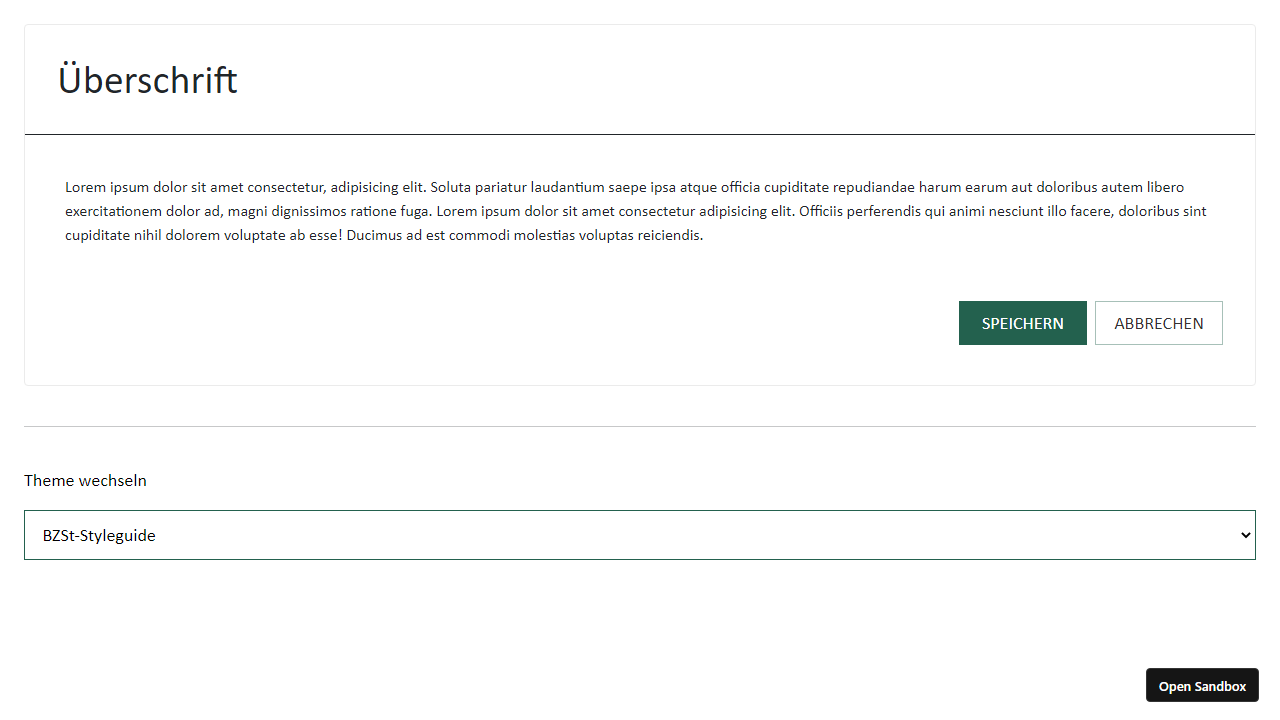 Überschrift
Lorem ipsum dolor sit amet consectetur, adipisicing elit. Soluta pariatur laudantium saepe ipsa atque officia cupiditate repudiandae harum earum aut doloribus autem libero
exercitationem dolor ad, magni dignissimos ratione fuga. Lorem ipsum dolor sit amet consectetur adipisicing elit. Officiis perferendis qui animi nesciunt illo facere, doloribus sint
cupiditate nihil dolorem voluptate ab esse! Ducimus ad est commodi molestias voluptas reiciendis.
SPEICHERN ABBRECHEN
Theme wechseln
BZSt-Styleguide
Open Sandbox